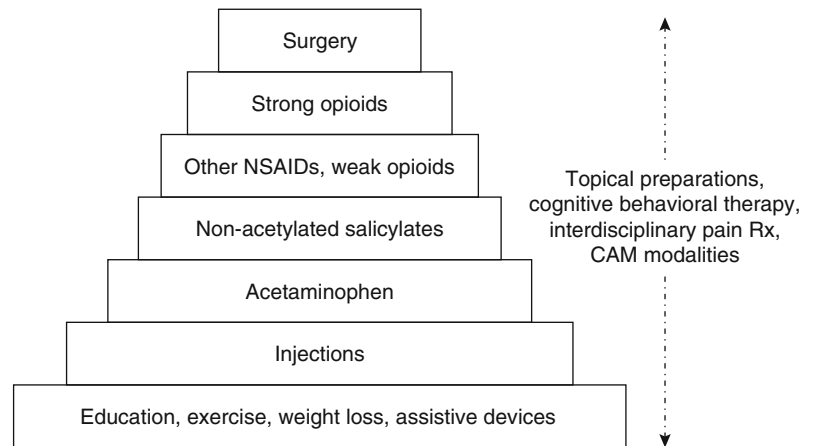 Surgery
Strong opioids
Other NSAIDs, weak opioids
Non-acetylated salicylates
Acetaminophen
Injections
Education, exercise, weight loss, assistive devices
Topical preparations,
cognitive behavioral therapy,
interdisciplinary pain Rx,
CAM modalities